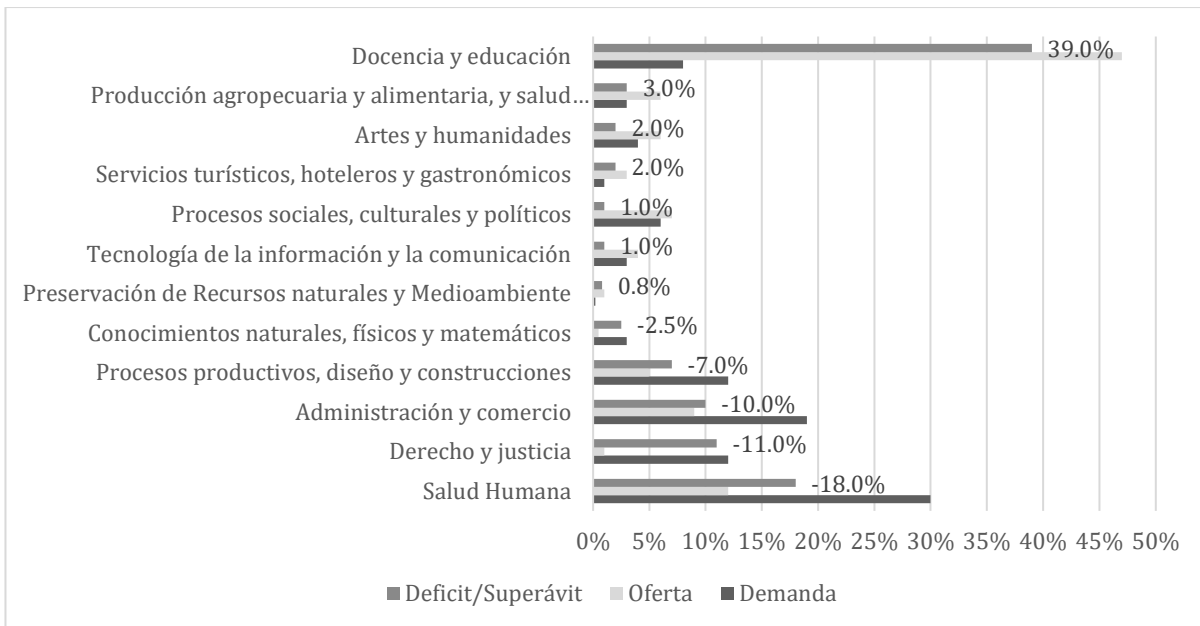 Docencia y educación 39.0%
Producción agropecuaria y alimentaria, y salud... 3.0%
Artes y humanidades 2.0%
Servicios turísticos, hoteleros y gastronómicos 2.0%
Procesos sociales, culturales y políticos 1.0%
Tecnología de la información y la comunicación 1.0%
Preservación de Recursos naturales y Medioambiente 0.8%
Conocimientos naturales, físicos y matemáticos -2.5%
Procesos productivos, diseño y construcciones -7.0%
Administración y comercio -10.0%
Derecho y justicia -11.0%
Salud Humana -18.0%
0% 5% 10% 15% 20% 25% 30% 35% 40% 45% 50%
Deficit/Superávit Oferta Demanda